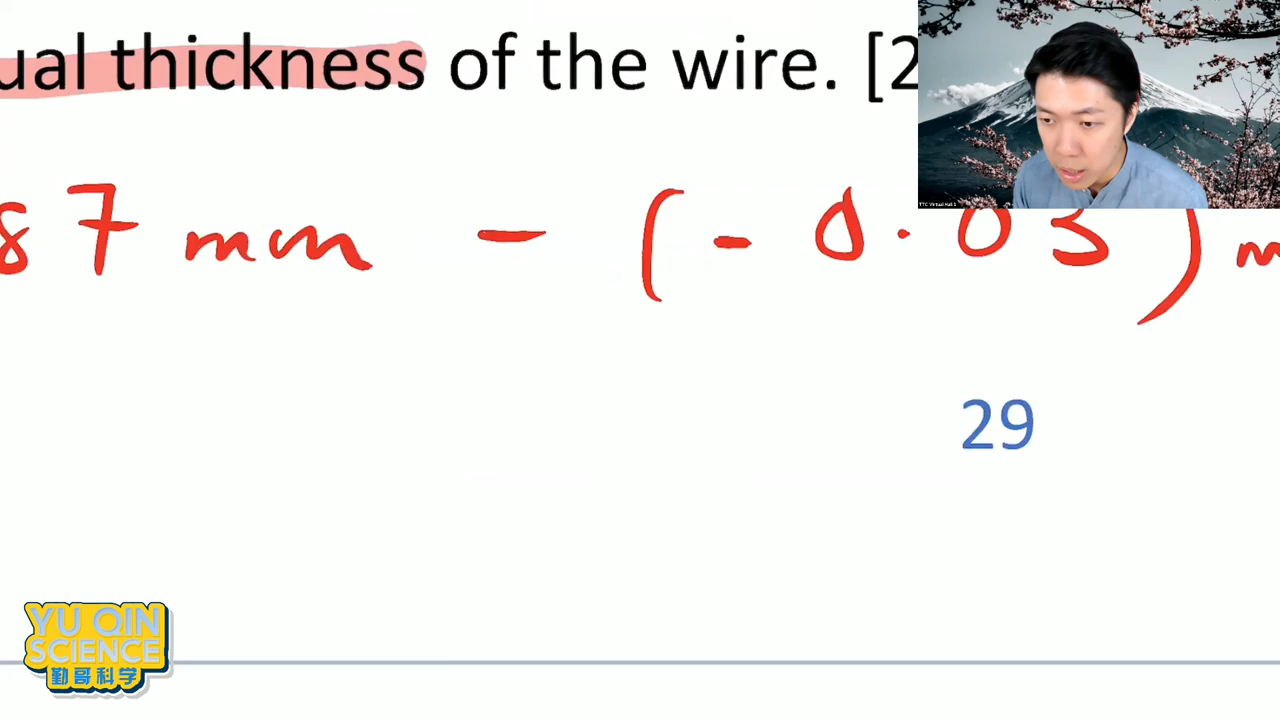 ual thickness of the wire. [2
87 mm - (- 0.03) m
29
YU QIN
SCIENCE
勤哥科学